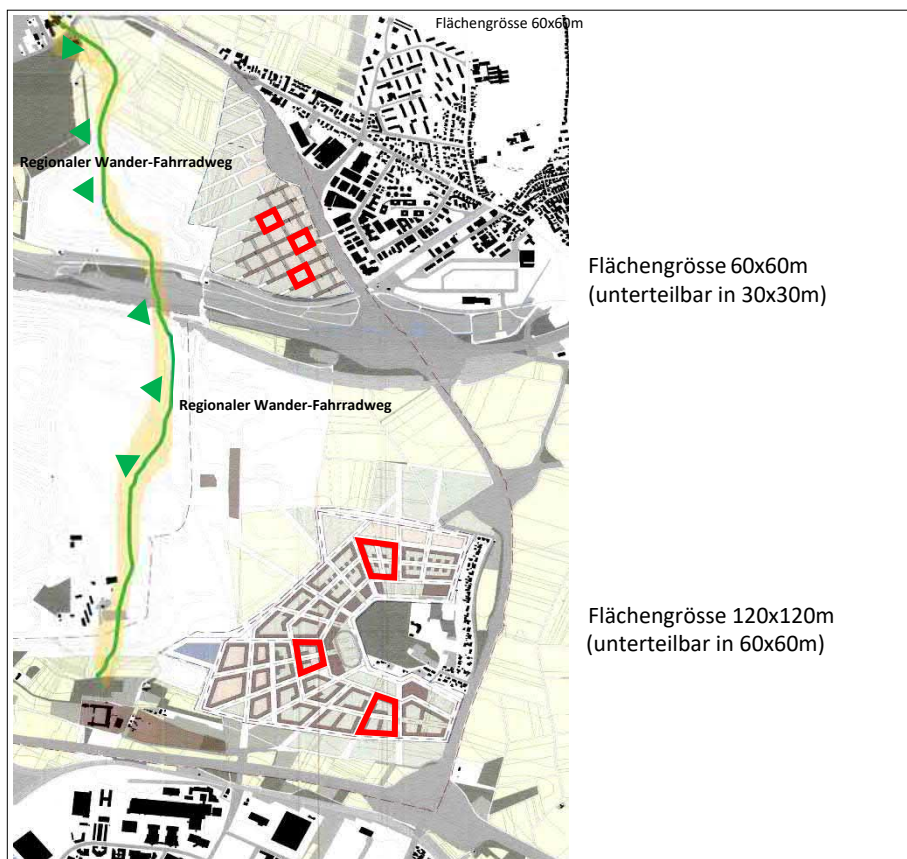 Flächengrösse 60x60m
Regionaler Wander-Fahrradweg
Flächengrösse 60x60m
(unterteilbar in 30x30m)
Regionaler Wander-Fahrradweg
Flächengrösse 120x120m
(unterteilbar in 60x60m)